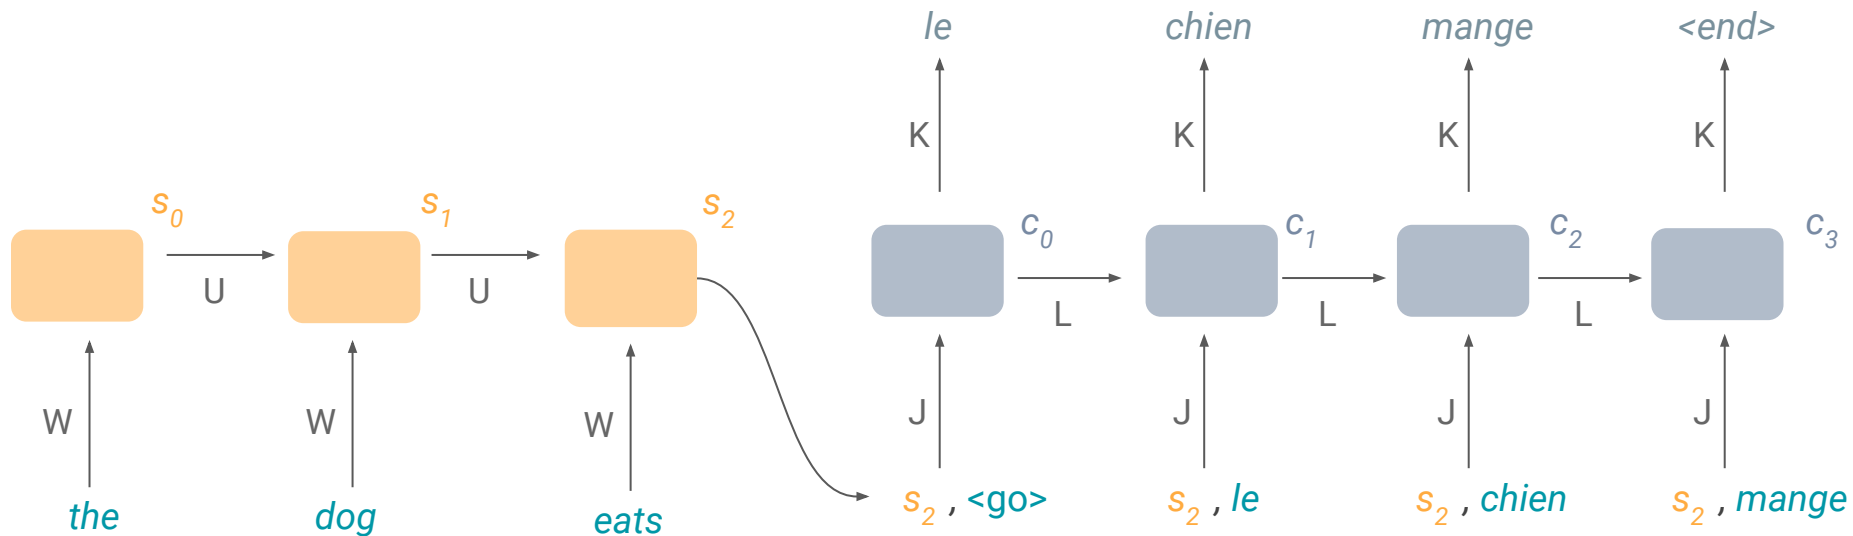 le chien mange <end>
K K K K
s0 s1 s2 c0 c1 c2 c3
U U L L L
W W W J J J J
the dog eats s2 , <go> s2 , le s2 , chien s2 , mange